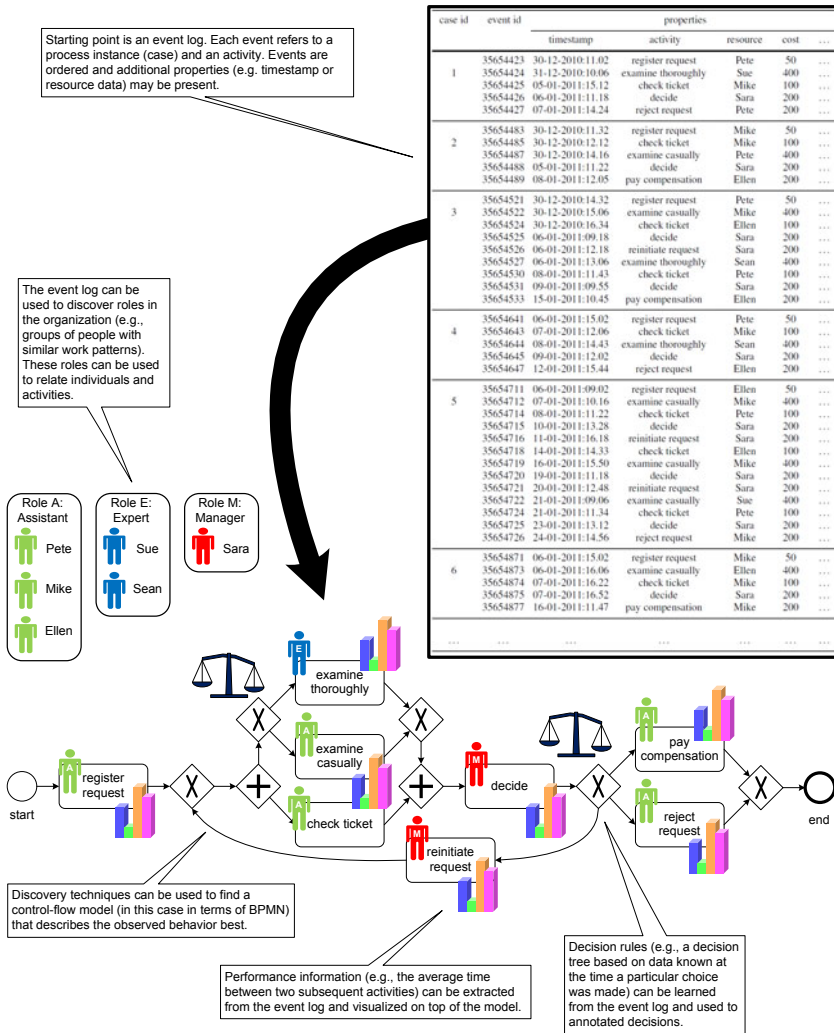 Starting point is an event log. Each event refers to a
process instance (case) and an activity. Events are
ordered and additional properties (e.g. timestamp or
resource data) may be present.
case id event id properties
timestamp activity resource cost …
35654423 30-12-2010:11.02 register request Pete 50 …
1 35654424 31-12-2010:10.06 examine thoroughly Sue 400 …
35654425 05-01-2011:15.12 check ticket Mike 100 …
35654426 06-01-2011:11.18 decide Sara 200 …
35654427 07-01-2011:14.24 reject request Pete 200 …
35654483 30-12-2010:11.32 register request Mike 50 …
2 35654485 30-12-2010:12.12 check ticket Mike 100 …
35654487 30-12-2010:14.16 examine casually Pete 400 …
35654488 05-01-2011:11.22 decide Sara 200 …
35654489 08-01-2011:12.05 pay compensation Ellen 200 …
35654521 30-12-2010:14.32 register request Pete 50 …
3 35654522 30-12-2010:15.06 examine casually Mike 400 …
35654524 30-12-2010:16.34 check ticket Ellen 100 …
35654525 06-01-2011:09.18 decide Sara 200 …
35654526 06-01-2011:12.18 reinitiate request Sara 200 …
35654527 06-01-2011:13.06 examine thoroughly Sean 400 …
35654530 08-01-2011:11.43 check ticket Pete 100 …
35654531 09-01-2011:09.55 decide Sara 200 …
35654533 15-01-2011:10.45 pay compensation Ellen 200 …
35654641 06-01-2011:15.02 register request Pete 50 …
4 35654643 07-01-2011:12.06 check ticket Mike 100 …
35654644 08-01-2011:14.43 examine thoroughly Sean 400 …
35654645 09-01-2011:12.02 decide Sara 200 …
35654647 12-01-2011:15.44 reject request Ellen 200 …
35654711 06-01-2011:09.02 register request Ellen 50 …
5 35654712 07-01-2011:10.16 examine casually Mike 400 …
35654714 08-01-2011:11.22 check ticket Pete 100 …
35654715 10-01-2011:13.28 decide Sara 200 …
35654716 11-01-2011:16.18 reinitiate request Sara 200 …
35654718 14-01-2011:14.33 check ticket Ellen 100 …
35654719 16-01-2011:15.50 examine casually Mike 400 …
35654720 19-01-2011:11.18 decide Sara 200 …
35654721 20-01-2011:12.48 reinitiate request Sara 200 …
35654722 21-01-2011:09.06 examine casually Sue 400 …
35654724 21-01-2011:11.34 check ticket Pete 100 …
35654725 23-01-2011:13.12 decide Sara 200 …
35654726 24-01-2011:14.56 reject request Mike 200 …
35654871 06-01-2011:15.02 register request Mike 50 …
6 35654873 06-01-2011:16.06 examine casually Ellen 400 …
35654874 07-01-2011:16.22 check ticket Mike 100 …
35654875 07-01-2011:16.52 decide Sara 200 …
35654877 16-01-2011:11.47 pay compensation Mike 200 …
… … … … … … …
The event log can be
used to discover roles in
the organization (e.g.,
groups of people with
similar work patterns).
These roles can be used
to relate individuals and
activities.
Role A:
Assistant
Pete
Mike
Ellen
Role E:
Expert
Sue
Sean
Role M:
Manager
Sara
start
A
register
request
E
examine
thoroughly
A
examine
casually
A
check ticket
M
decide
M
reinitiate
request
A
pay
compensation
A
reject
request
end
Discovery techniques can be used to find a
control-flow model (in this case in terms of BPMN)
that describes the observed behavior best.
Performance information (e.g., the average time
between two subsequent activities) can be extracted
from the event log and visualized on top of the model.
Decision rules (e.g., a decision
tree based on data known at
the time a particular choice
was made) can be learned
from the event log and used to
annotated decisions.